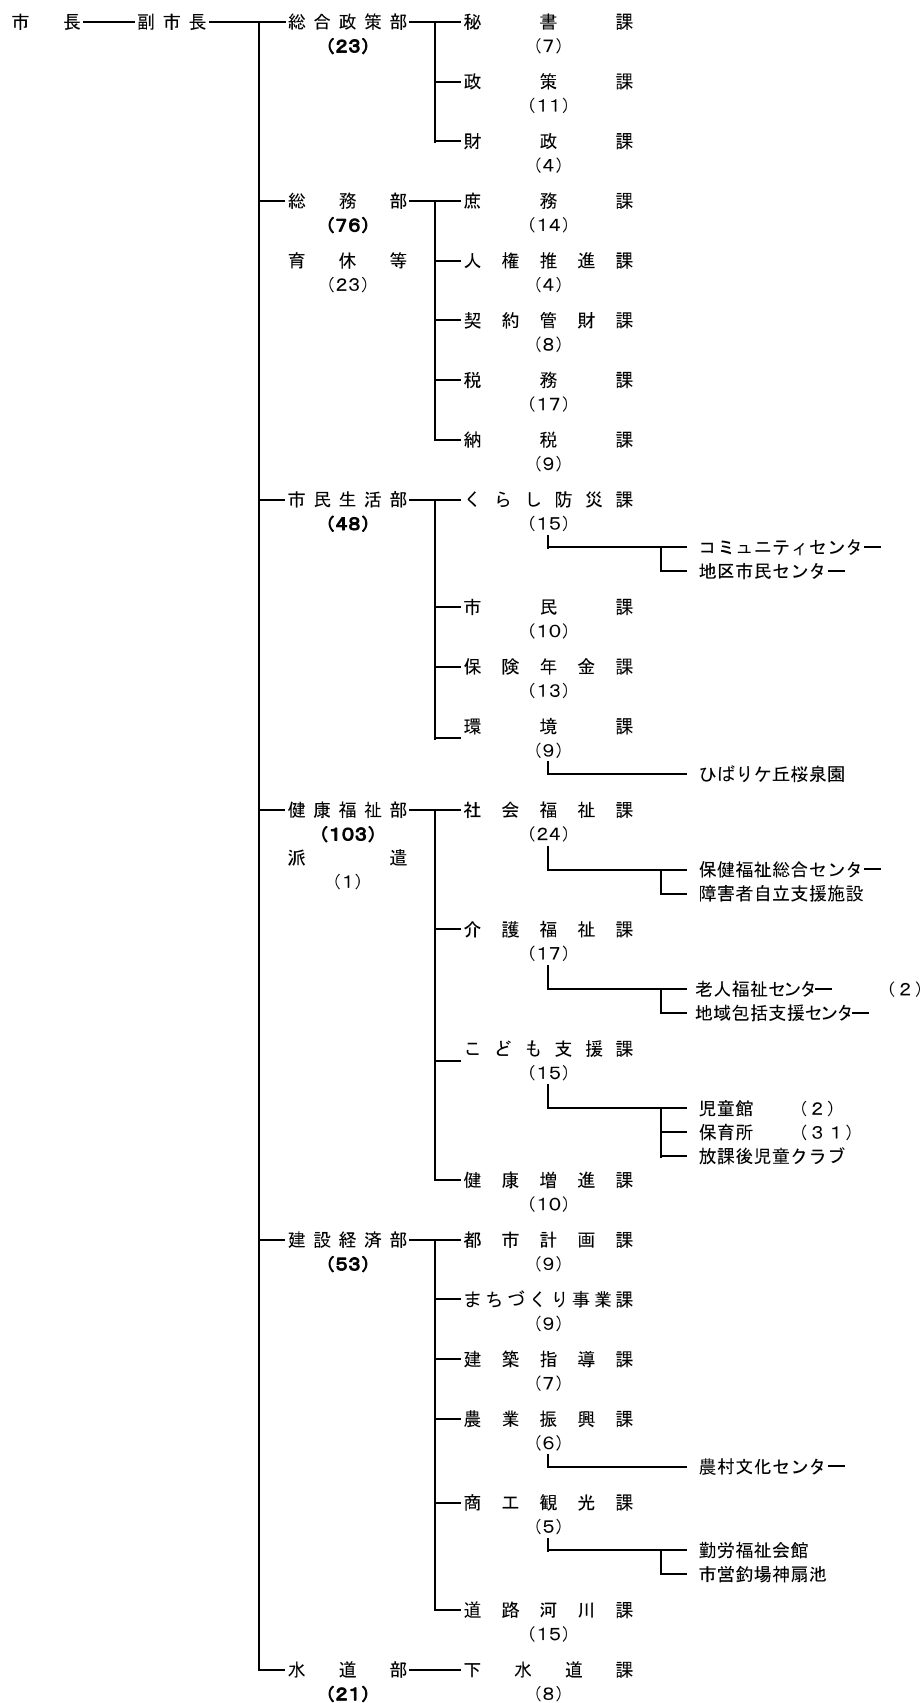 市長 副市長 総合政策部 秘書課
(23) (7)
政策課
(11)
財政課
(4)
総務部 庶務課
(76) (14)
育休等 人権推進課
(23) (4)
契約管財課
(8)
税務課
(17)
納税課
(9)
市民生活部 くらし防災課
(48) (15)
コミュニティセンター
地区市民センター
市民課
(10)
保険年金課
(13)
環境課
(9)
ひばりケ丘桜泉園
健康福祉部 社会福祉課
(103) (24)
派遣
(1)
保健福祉総合センター
障害者自立支援施設
介護福祉課
(17)
老人福祉センター (2)
地域包括支援センター
こども支援課
(15)
児童館 (2)
保育所 (31)
放課後児童クラブ
健康増進課
(10)
建設経済部 都市計画課
(53) (9)
まちづくり事業課
(9)
建築指導課
(7)
農業振興課
(6)
農村文化センター
商工観光課
(5)
勤労福祉会館
市営釣場神扇池
道路河川課
(15)
水道部 下水道課
(21) (8)